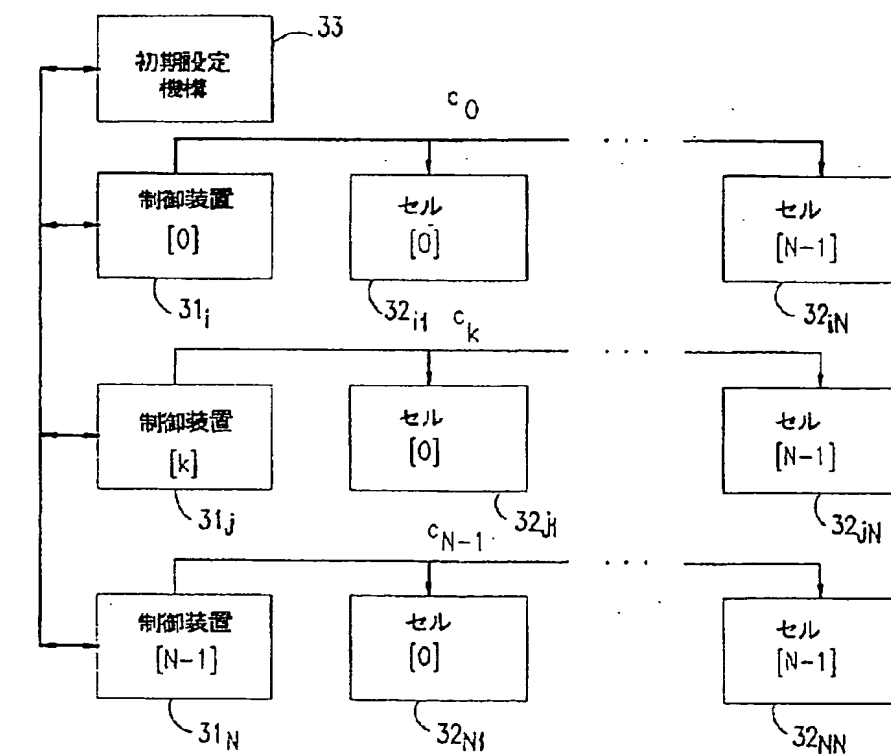 33
初期設定
機構
c0
...
制御装置
[0]
セル
[0]
セル
[N-1]
31i
32i1
32iN
ck
...
制御装置
[k]
セル
[0]
セル
[N-1]
31j
32j1
32jN
cN-1
...
制御装置
[N-1]
セル
[0]
セル
[N-1]
31N
32N1
32NN